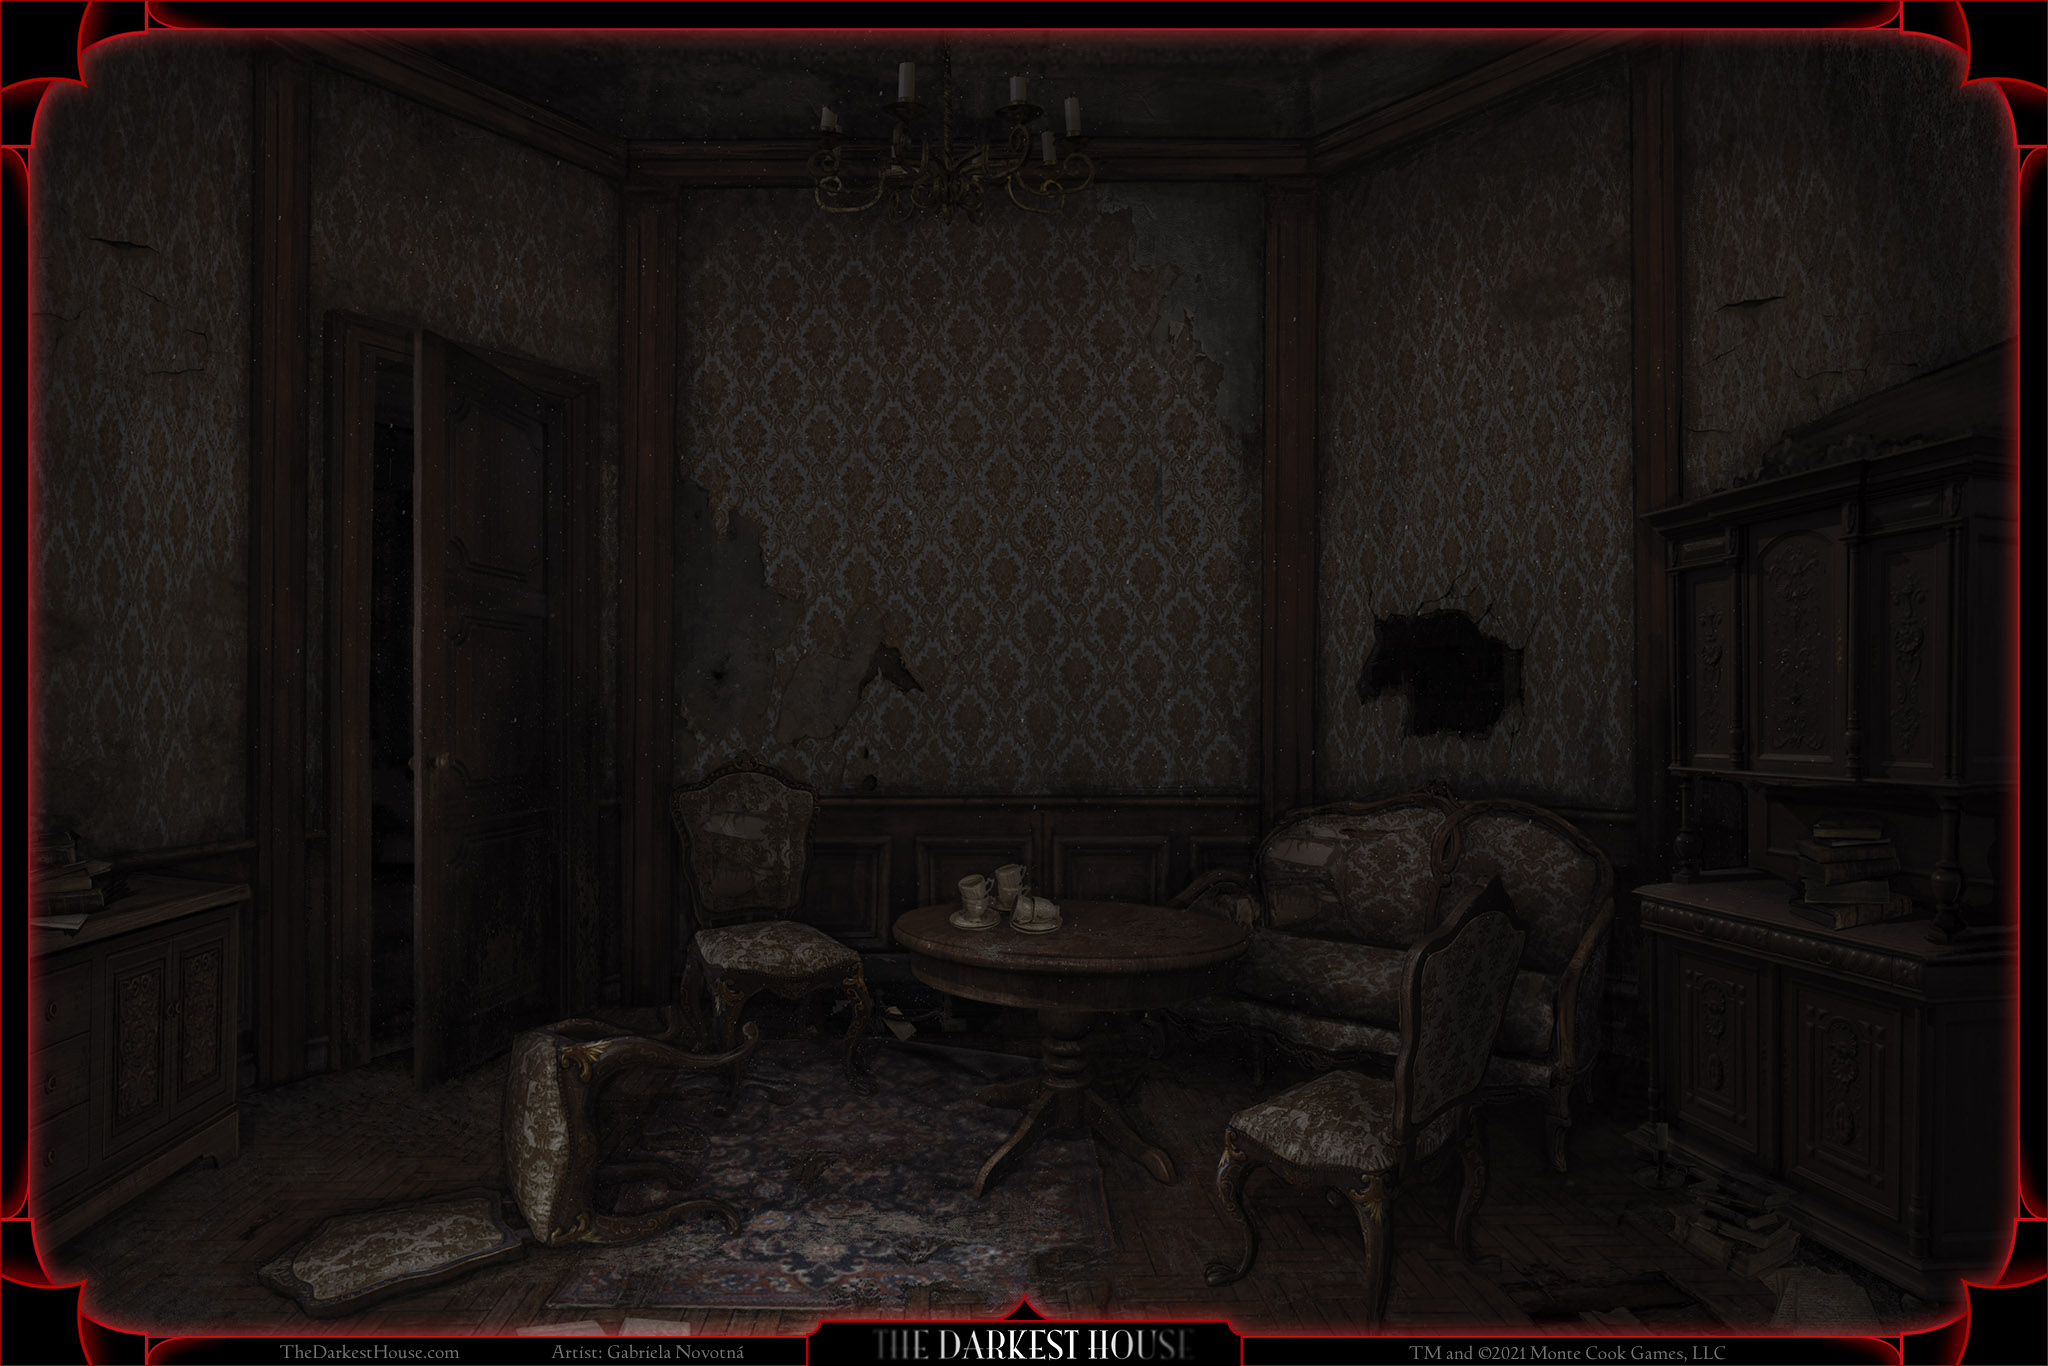 TheDarkestHouse.com
Artist: Gabriela Novotná
THE DARKEST HOUSE
TM and ©2021 Monte Cook Games, LLC